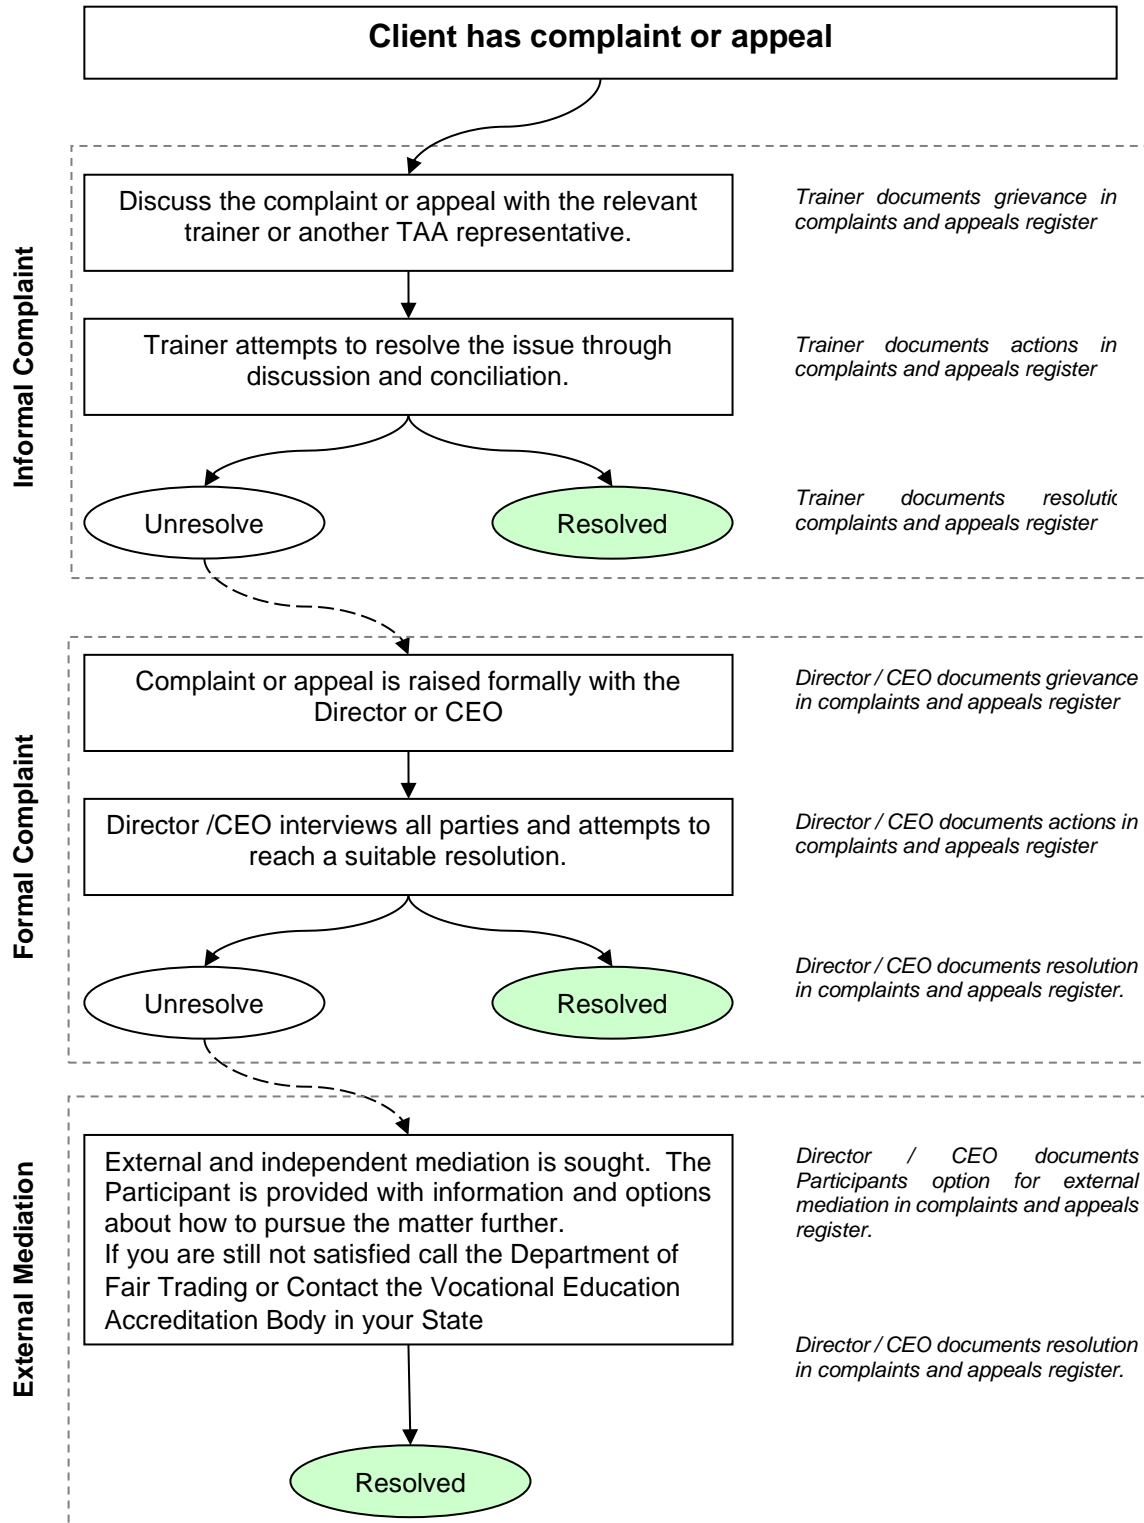 Client has complaint or appeal
Informal Complaint
Discuss the complaint or appeal with the relevant
trainer or another TAA representative.
Trainer documents grievance in
complaints and appeals register
Trainer attempts to resolve the issue through
discussion and conciliation.
Trainer documents actions in
complaints and appeals register
Unresolve
Resolved
Trainer documents resolutic
complaints and appeals register
Formal Complaint
Complaint or appeal is raised formally with the
Director or CEO
Director / CEO documents grievance
in complaints and appeals register
Director /CEO interviews all parties and attempts to
reach a suitable resolution.
Director / CEO documents actions in
complaints and appeals register
Unresolve
Resolved
Director / CEO documents resolution
in complaints and appeals register.
External Mediation
External and independent mediation is sought. The
Participant is provided with information and options
about how to pursue the matter further.
If you are still not satisfied call the Department of
Fair Trading or Contact the Vocational Education
Accreditation Body in your State
Director / CEO documents
Participants option for external
mediation in complaints and appeals
register.
Director / CEO documents resolution
in complaints and appeals register.
Resolved